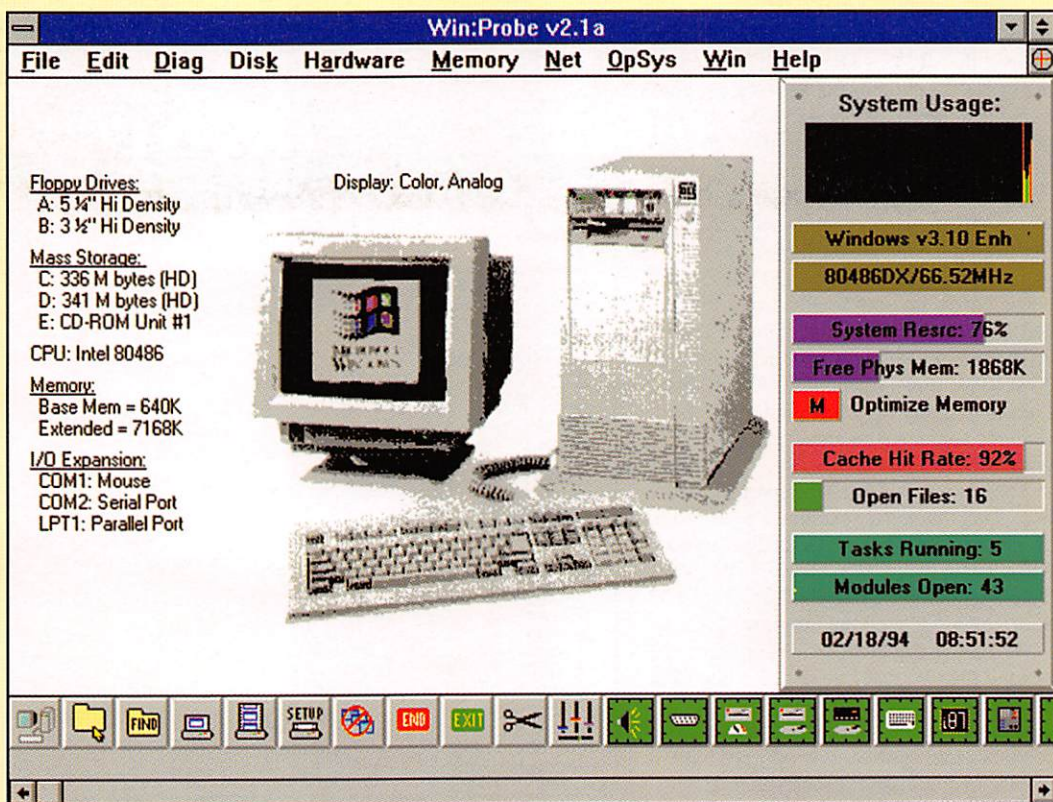 Win:Probe v2.1a
File Edit Diag Disk Hardware Memory Net OpSys Win Help
Floppy Drives:
A: 5 ¼" Hi Density
B: 3 ½" Hi Density
Mass Storage:
C: 336 M bytes (HD)
D: 341 M bytes (HD)
E: CD-ROM Unit #1
CPU: Intel 80486
Memory:
Base Mem = 640K
Extended = 7168K
I/O Expansion:
COM1: Mouse
COM2: Serial Port
LPT1: Parallel Port
Display: Color, Analog
System Usage:
Windows v3.10 Enh
80486DX/66.52MHz
System Resrc: 76%
Free Phys Mem: 1868K
M Optimize Memory
Cache Hit Rate: 92%
Open Files: 16
Tasks Running: 5
Modules Open: 43
02/18/94 08:51:52
FIND
SETUP
END
EXIT